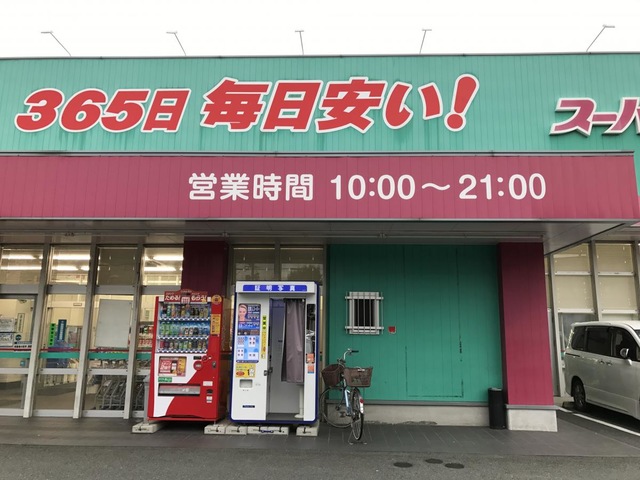 365日 毎日安い!
スーパ
営業時間 10:00～21:00
証明写真